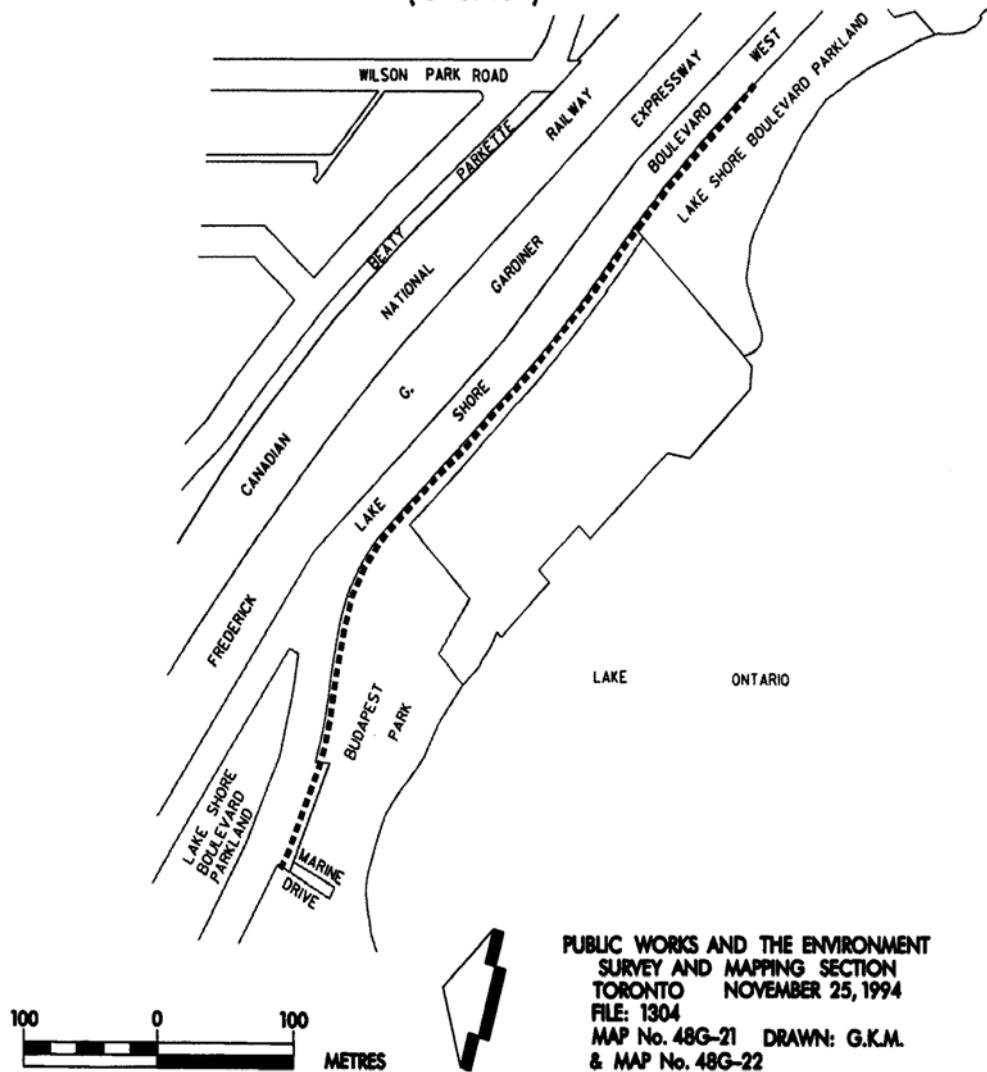 WILSON PARK ROAD
BEATY PARKETTE
CANADIAN NATIONAL RAILWAY
FREDERICK G. GARDINER EXPRESSWAY
LAKE SHORE BOULEVARD WEST
LAKE SHORE BOULEVARD PARKLAND
BUDAPEST
PARK
LAKE ONTARIO
LAKE SHORE
BOULEVARD
PARKLAND
MARINE
DRIVE
PUBLIC WORKS AND THE ENVIRONMENT
SURVEY AND MAPPING SECTION
TORONTO NOVEMBER 25, 1994
FILE: 1304
MAP No. 48G-21 DRAWN: G.K.M.
& MAP No. 48G-22
100 0 100
METRES